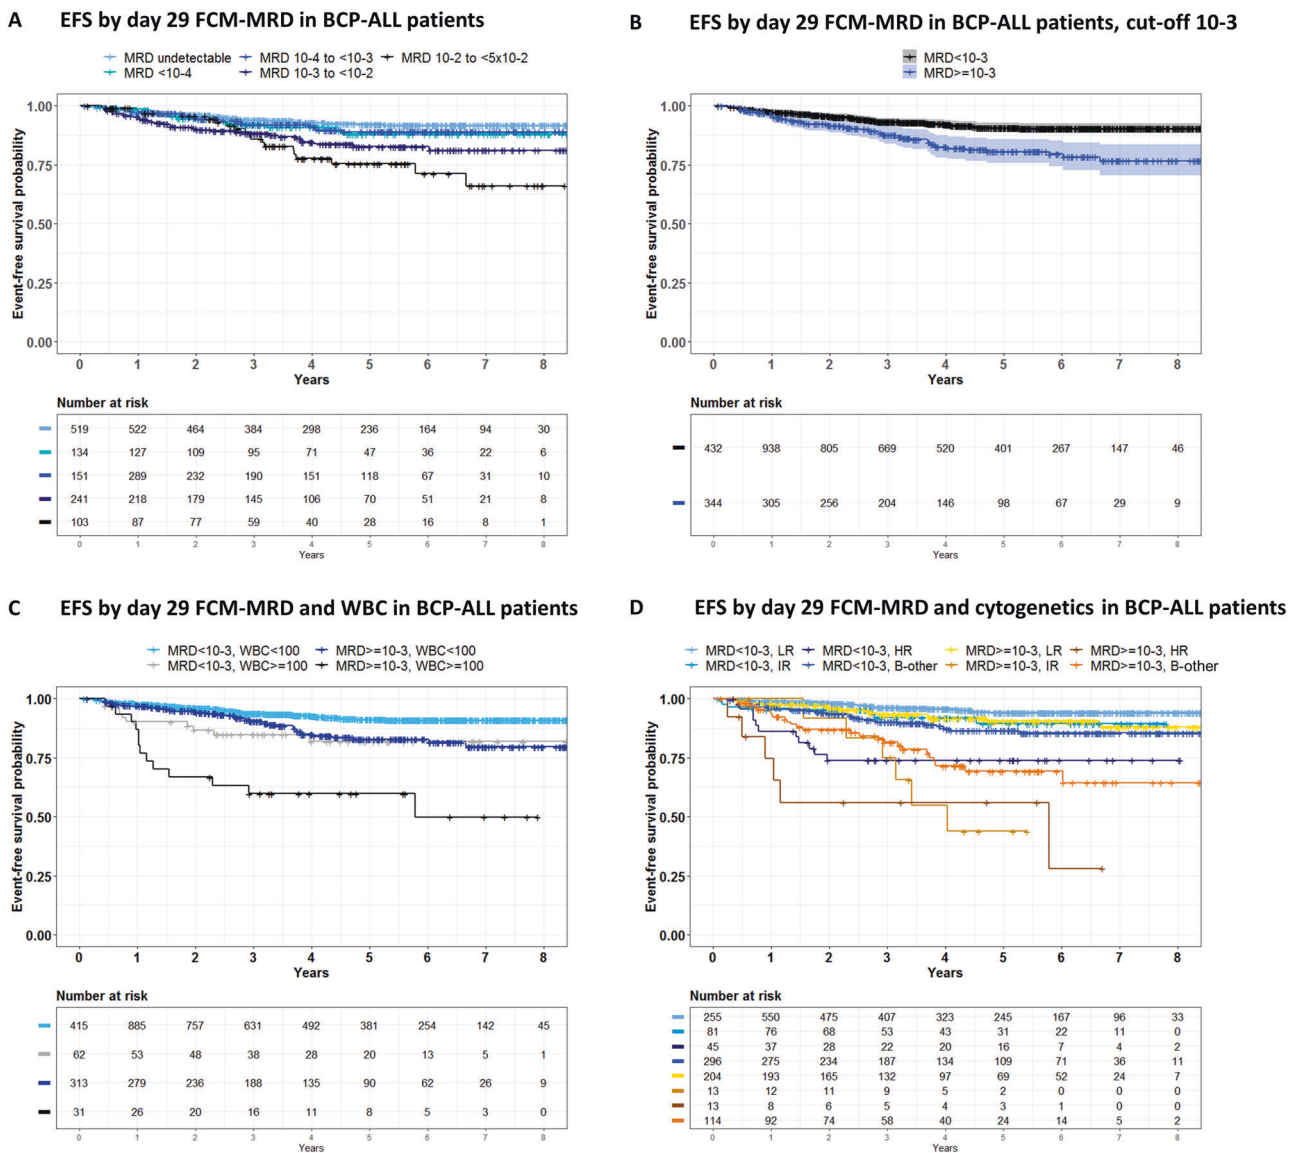 A EFS by day 29 FCM-MRD in BCP-ALL patients
MRD undetectable MRD 10-4 to <10-3 MRD 10-2 to <5x10-2
MRD <10-4 MRD 10-3 to <10-2
Event-free survival probability
1.00
0.75
0.50
0.25
0.00
0 1 2 3 4 5 6 7 8
Years
Number at risk
519 522 464 384 298 236 164 94 30
134 127 109 95 71 47 36 22 6
151 289 232 190 151 118 67 31 10
241 218 179 145 106 70 51 21 8
103 87 77 59 40 28 16 8 1
0 1 2 3 4 5 6 7 8
Years
B EFS by day 29 FCM-MRD in BCP-ALL patients, cut-off 10-3
MRD<10-3
MRD>=10-3
Event-free survival probability
1.00
0.75
0.50
0.25
0.00
0 1 2 3 4 5 6 7 8
Years
Number at risk
432 938 805 669 520 401 267 147 46
344 305 256 204 146 98 67 29 9
0 1 2 3 4 5 6 7 8
Years
C EFS by day 29 FCM-MRD and WBC in BCP-ALL patients
MRD<10-3, WBC<100 MRD>=10-3, WBC<100
MRD<10-3, WBC>=100 MRD>=10-3, WBC>=100
Event-free survival probability
1.00
0.75
0.50
0.25
0.00
0 1 2 3 4 5 6 7 8
Years
Number at risk
415 885 757 631 492 381 254 142 45
62 53 48 38 28 20 13 5 1
313 279 236 188 135 90 62 26 9
31 26 20 16 11 8 5 3 0
0 1 2 3 4 5 6 7 8
Years
D EFS by day 29 FCM-MRD and cytogenetics in BCP-ALL patients
MRD<10-3, LR MRD<10-3, HR MRD>=10-3, LR MRD>=10-3, HR
MRD<10-3, IR MRD<10-3, B-other MRD>=10-3, IR MRD>=10-3, B-other
Event-free survival probability
1.00
0.75
0.50
0.25
0.00
0 1 2 3 4 5 6 7 8
Years
Number at risk
255 550 475 407 323 245 167 96 33
81 76 68 53 43 31 22 11 0
45 37 28 22 20 16 7 4 2
296 275 234 187 134 109 71 36 11
204 193 165 132 97 69 52 24 7
13 12 11 9 5 2 0 0 0
13 8 6 5 4 3 1 0 0
114 92 74 58 40 24 14 5 2
0 1 2 3 4 5 6 7 8
Years